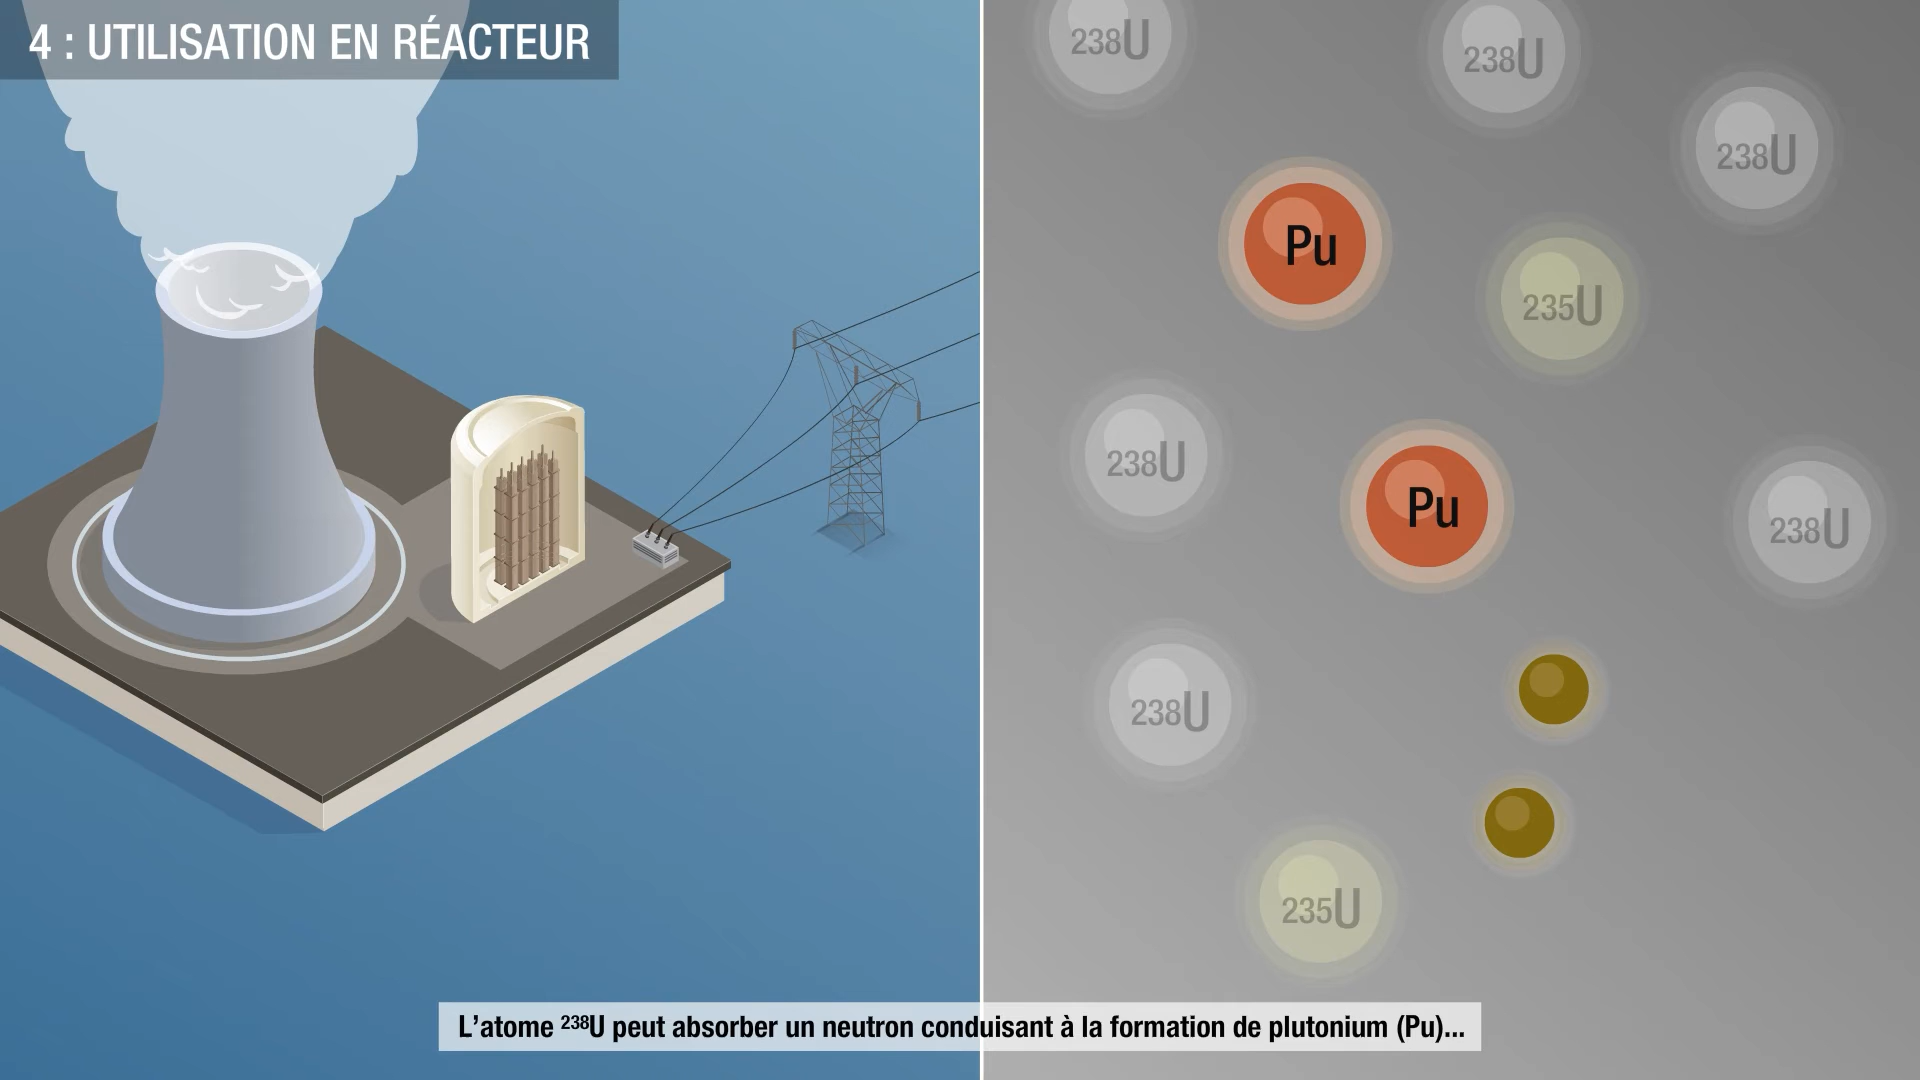 4 : UTILISATION EN RÉACTEUR
238U
238U
238U
Pu
235U
238U
Pu
238U
238U
235U
L’atome ²³⁸U peut absorber un neutron conduisant à la formation de plutonium (Pu)...